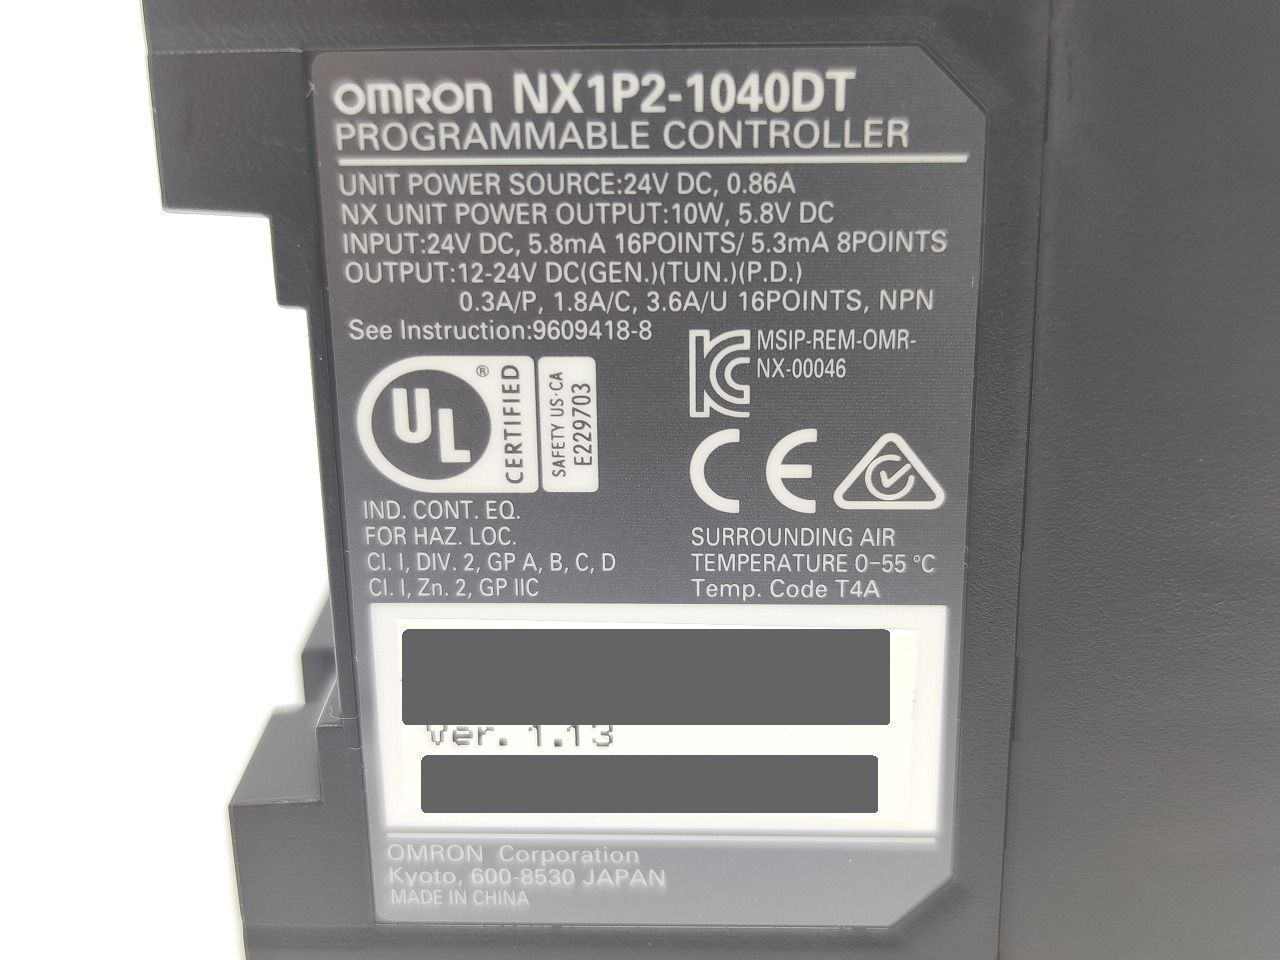 OMRON NX1P2-1040DT
PROGRAMMABLE CONTROLLER
UNIT POWER SOURCE:24V DC, 0.86A
NX UNIT POWER OUTPUT:10W, 5.8V DC
INPUT:24V DC, 5.8mA 16POINTS/ 5.3mA 8POINTS
OUTPUT:12-24V DC(GEN.)(TUN.)(P.D.)
0.3A/P, 1.8A/C, 3.6A/U 16POINTS, NPN
See Instruction:9609418-8
UL ®
CERTIFIED
SAFETY US·CA
E229703
MSIP-REM-OMR-
NX-00046
CE
IND. CONT. EQ.
FOR HAZ. LOC.
Cl. I, DIV. 2, GP A, B, C, D
Cl. I, Zn. 2, GP IIC
SURROUNDING AIR
TEMPERATURE 0–55 °C
Temp. Code T4A
Ver. 1.13
OMRON Corporation
Kyoto, 600-8530 JAPAN
MADE IN CHINA